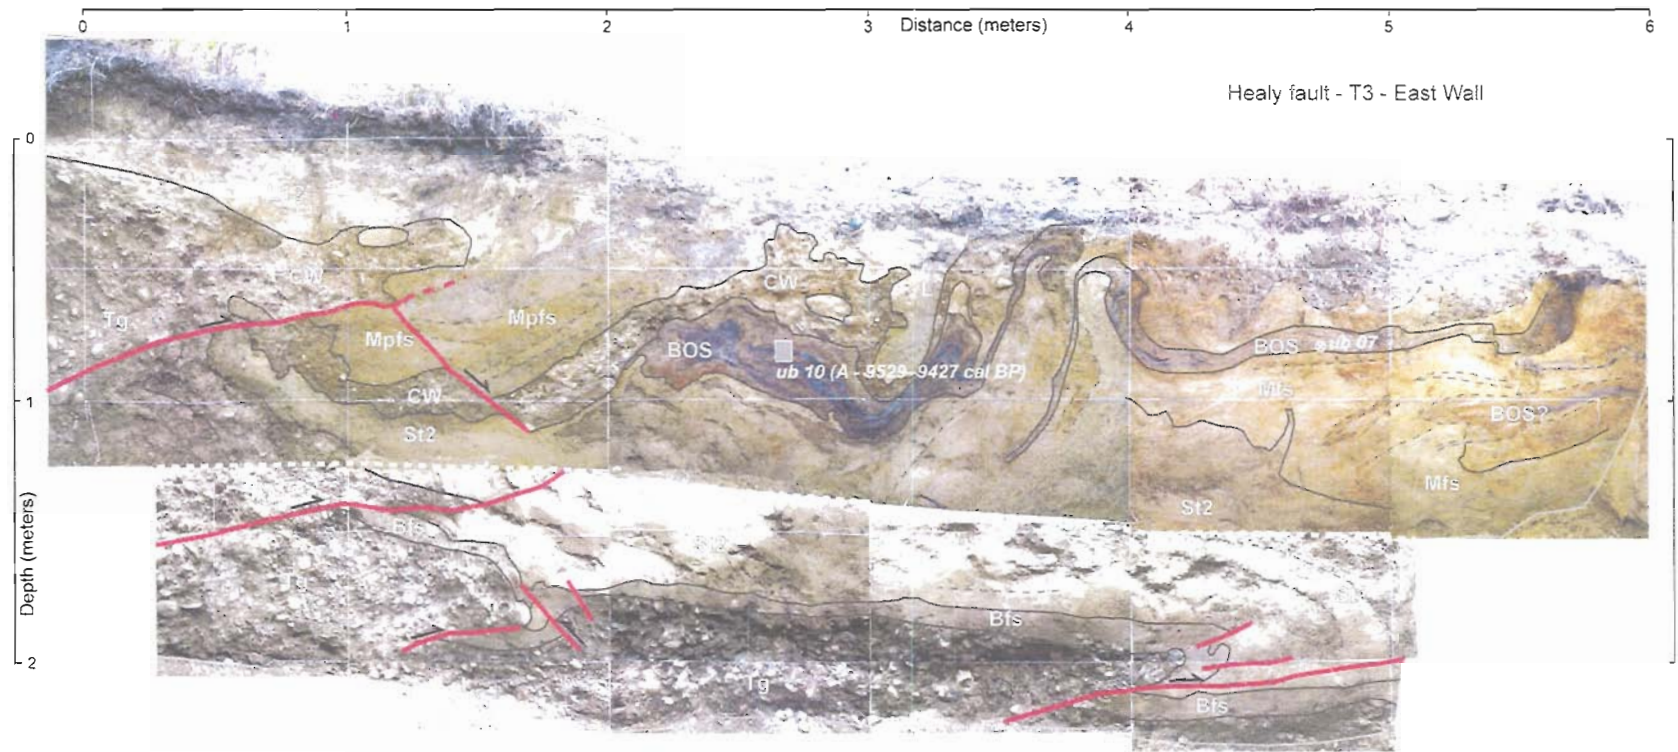 0 1 2 3 4 5 6
Distance (meters)
Healy fault - T3 - East Wall
0
CW
CW
L
Tg
Mpfs
Mpfs
BOS
BOS ub 07
ub 10 (A - 9529-9427 cal BP)
CW
Mfs
1
BOS?
St2
Mfs
St2
Bfs
Depth (meters)
Bfs
2
Tg
Bfs